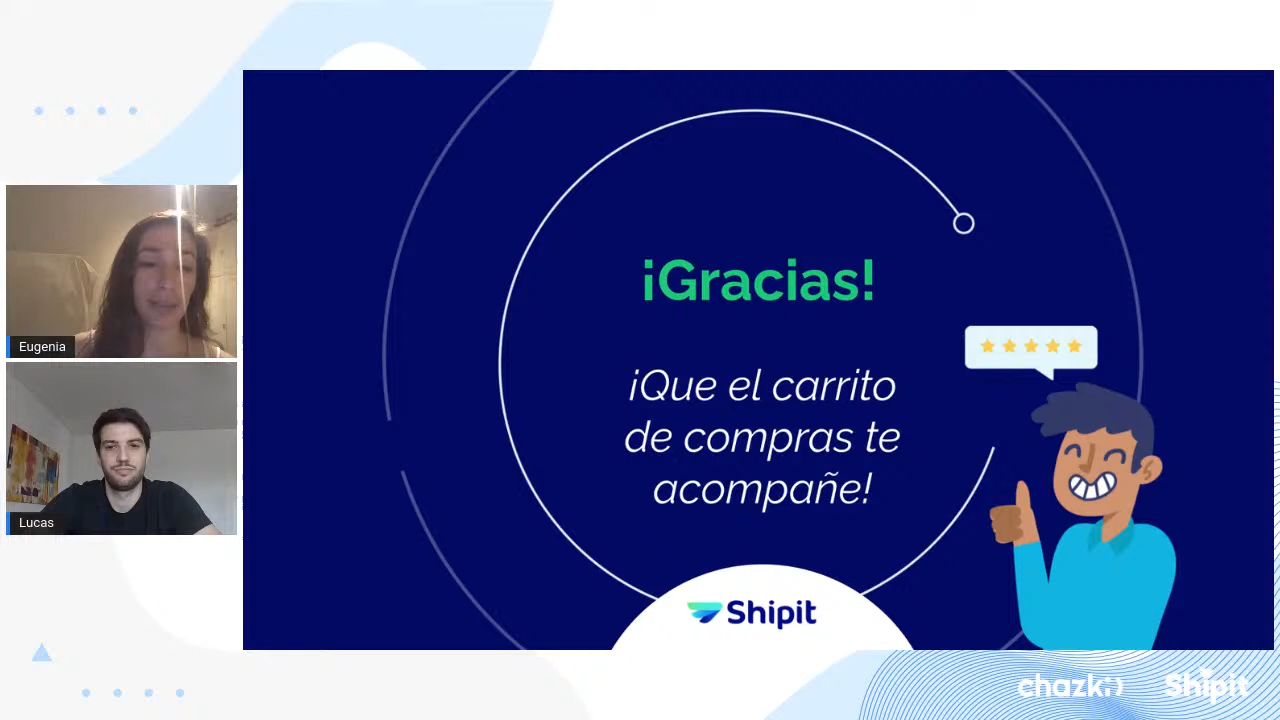 ¡Gracias!
¡Que el carrito
de compras te
acompañe!
Shipit
Eugenia
Lucas
chazki
Shipit